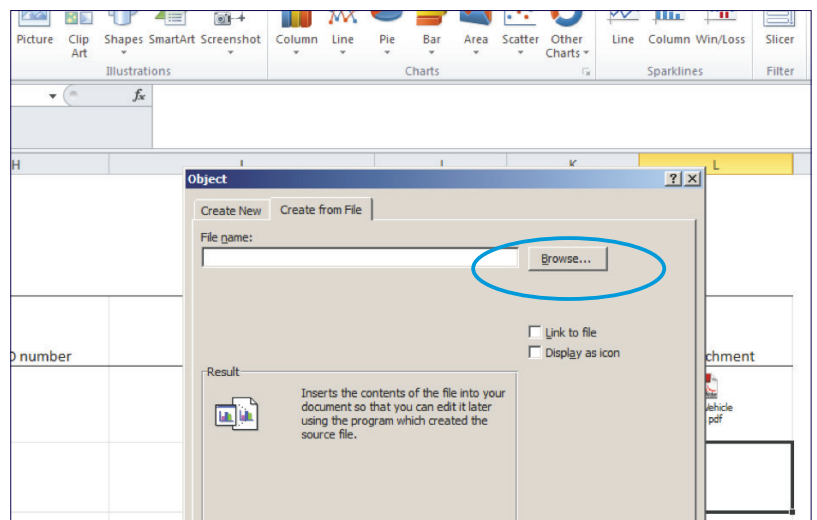 Picture Clip Art Shapes SmartArt Screenshot Column Line Pie Bar Area Scatter Other Charts Line Column Win/Loss Slicer
Illustrations Charts Sparklines Filter
fx
H L
Object
Create New Create from File
File name:
Browse...
Link to file
Display as icon
number chment
Result
Inserts the contents of the file into your
document so that you can edit it later
using the program which created the
source file.
Vehicle
pdf